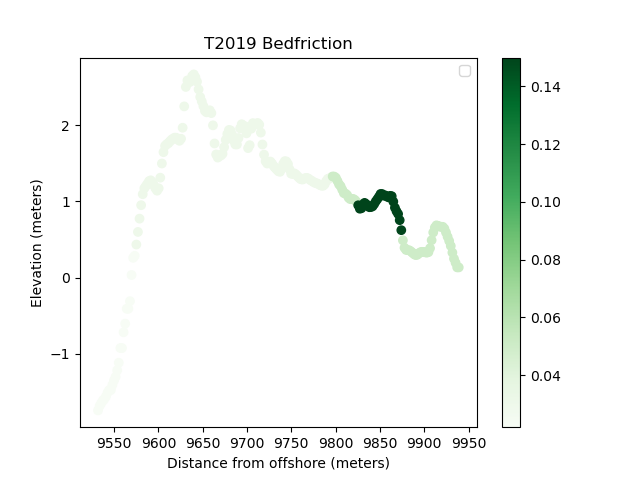 T2019 Bedfriction
Elevation (meters)
2
1
0
−1
9550 9600 9650 9700 9750 9800 9850 9900 9950
Distance from offshore (meters)
0.14
0.12
0.10
0.08
0.06
0.04